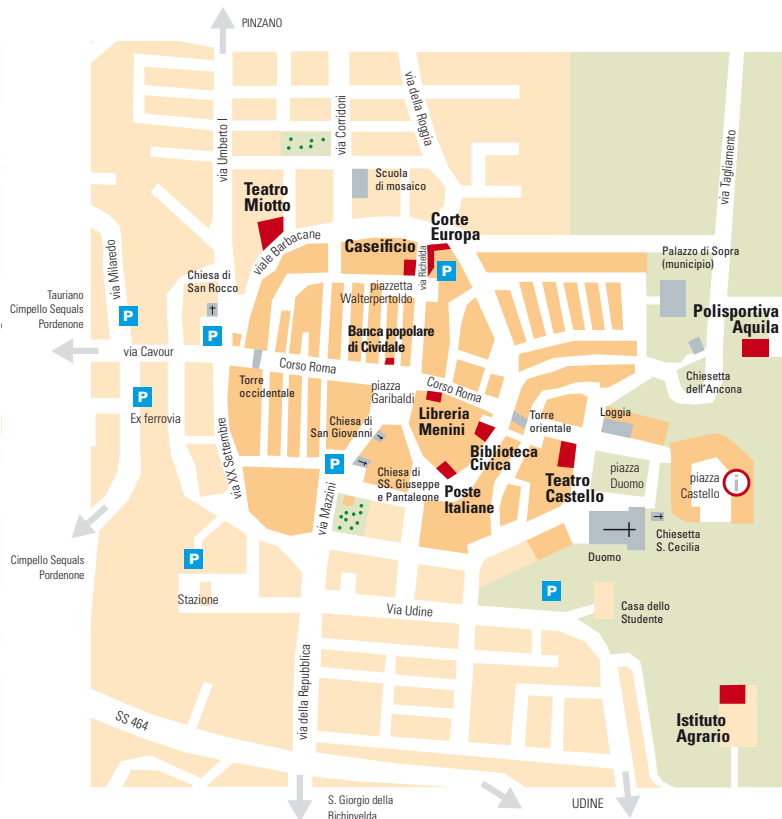 PINZANO
via Umberto I
via Corridoni
via della Roggia
via Tagliamento
Scuola
di mosaico
Teatro
Miotto
Corte
Europa
Caseificio
viale Barbacane
via Richelda
P
Palazzo di Sopra
(municipio)
via Milaredo
Chiesa di
San Rocco
piazzetta
Walterpertoldo
Tauriano
Cimpello Sequals
Pordenone
P
P
Polisportiva
Aquila
Banca popolare
di Cividale
via Cavour
Corso Roma
Torre
occidentale
piazza
Garibaldi
Corso Roma
Chiesetta
dell'Ancona
P
Ex ferrovia
Libreria
Menini
Torre
orientale
Loggia
Chiesa di
San Giovanni
Biblioteca
Civica
via XX Settembre
P
Chiesa di
SS. Giuseppe
e Pantaleone
Poste
Italiane
Teatro
Castello
piazza
Duomo
piazza
Castello
i
via Mazzini
Chiesetta
S. Cecilia
Duomo
Cimpello Sequals
Pordenone
P
Stazione
P
Via Udine
Casa dello
Studente
via della Repubblica
SS 464
Istituto
Agrario
S. Giorgio della
Richinvelda
UDINE